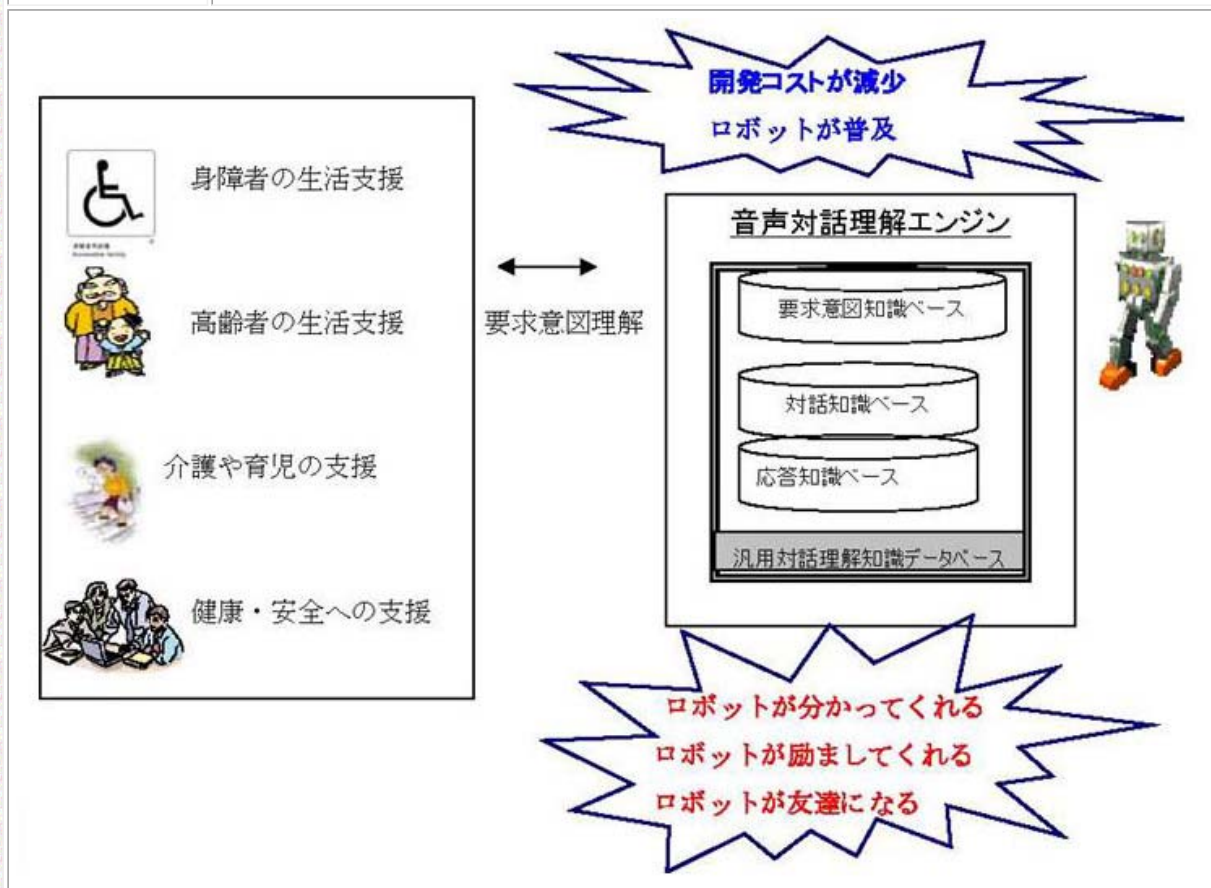 開発コストが減少
ロボットが普及
身障者の生活支援
高齢者の生活支援
介護や育児の支援
健康・安全への支援
要求意図理解
音声対話理解エンジン
要求意図知識ベース
対話知識ベース
応答知識ベース
汎用対話理解知識データベース
ロボットが分かってくれる
ロボットが励ましてくれる
ロボットが友達になる